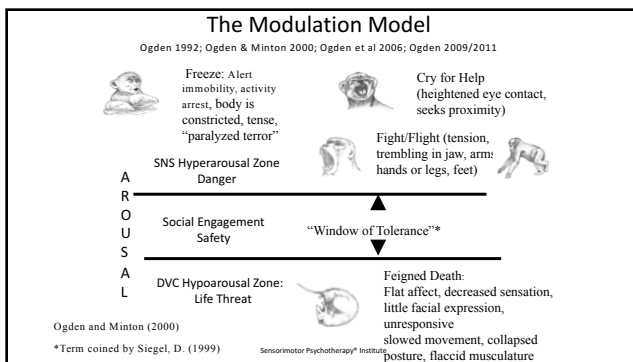 The Modulation Model
Ogden 1992; Ogden & Minton 2000; Ogden et al 2006; Ogden 2009/2011
Freeze: Alert
immobility, activity
arrest, body is
constricted, tense,
“paralyzed terror”
Cry for Help
(heightened eye contact,
seeks proximity)
Fight/Flight (tension,
trembling in jaw, arms
hands or legs, feet)
SNS Hyperarousal Zone
Danger
A
R
O
U
S
A
L
Social Engagement
Safety
“Window of Tolerance”*
DVC Hypoarousal Zone:
Life Threat
Feigned Death:
Flat affect, decreased sensation,
little facial expression,
unresponsive
slowed movement, collapsed
posture, flaccid musculature
Ogden and Minton (2000)
*Term coined by Siegel, D. (1999)
Sensorimotor Psychotherapy® Institute